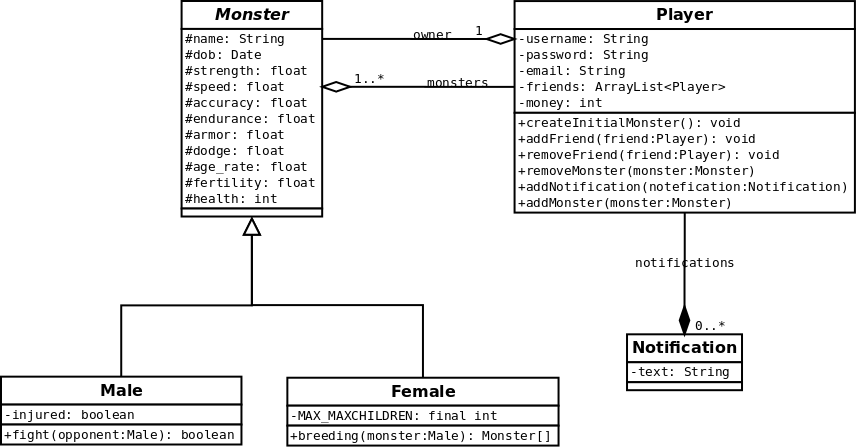 Monster
#name: String
#dob: Date
#strength: float
#speed: float
#accuracy: float
#endurance: float
#armor: float
#dodge: float
#age_rate: float
#fertility: float
#health: int
owner
1
1..*
monsters
Player
-username: String
-password: String
-email: String
-friends: ArrayList<Player>
-money: int
+createInitialMonster(): void
+addFriend(friend:Player): void
+removeFriend(friend:Player): void
+removeMonster(monster:Monster)
+addNotification(notefication:Notification)
+addMonster(monster:Monster)
notifications
0..*
Notification
-text: String
Male
-injured: boolean
+fight(opponent:Male): boolean
Female
-MAX_MAXCHILDREN: final int
+breeding(monster:Male): Monster[]